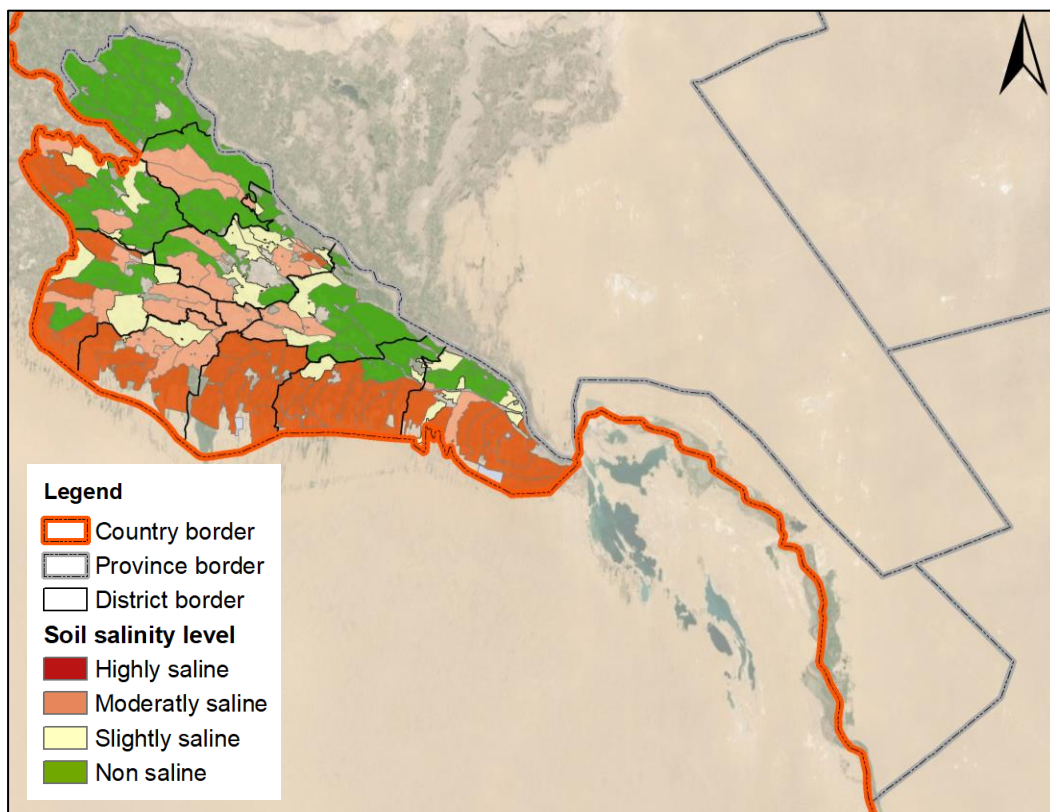 Legend
Country border
Province border
District border
Soil salinity level
Highly saline
Moderatly saline
Slightly saline
Non saline